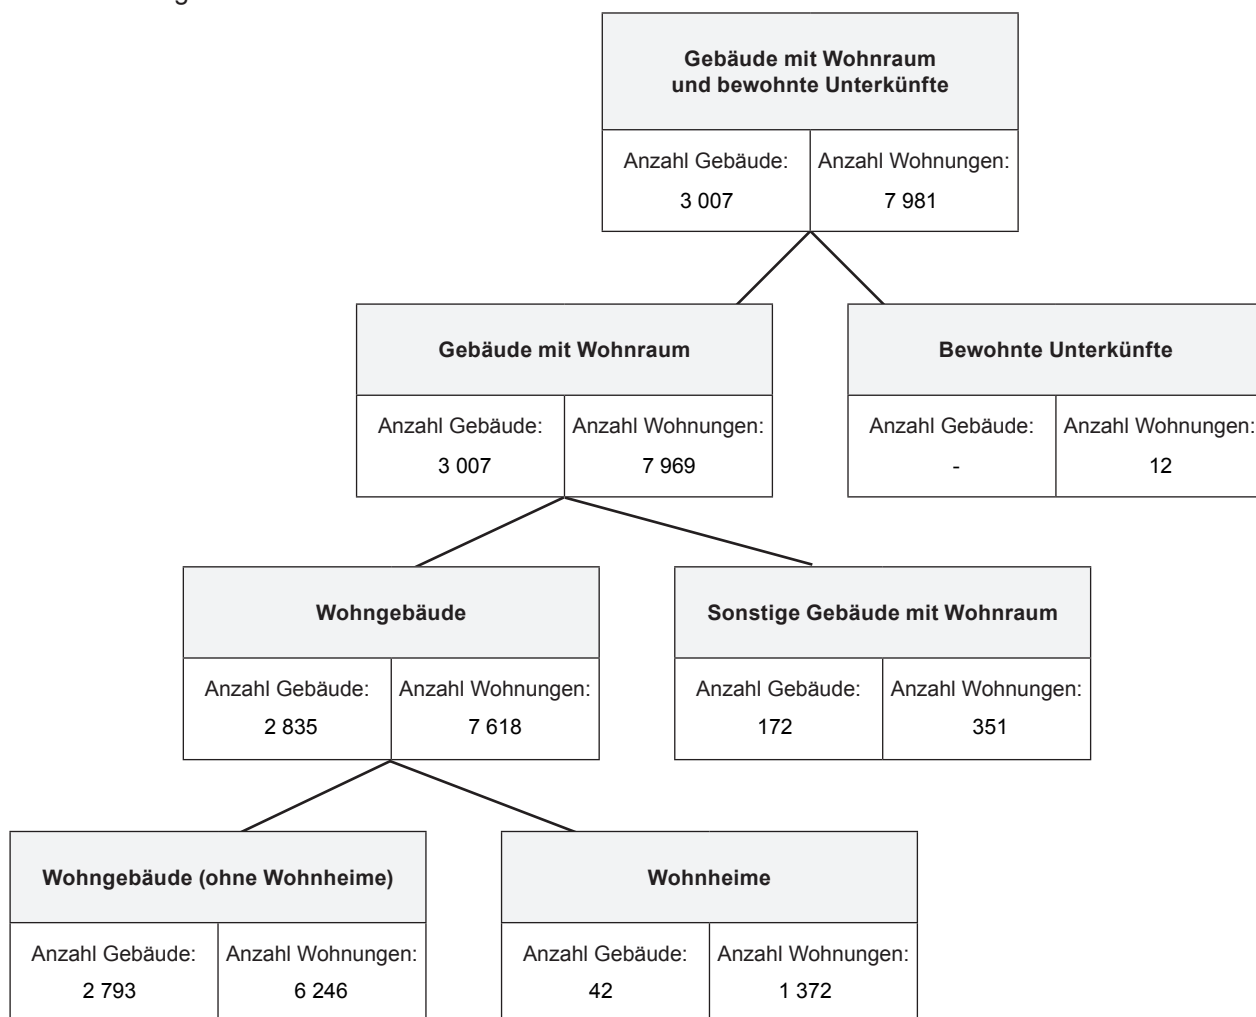 Gebäude mit Wohnraum
und bewohnte Unterkünfte
Anzahl Gebäude: Anzahl Wohnungen:
3 007 7 981
Gebäude mit Wohnraum
Anzahl Gebäude: Anzahl Wohnungen:
3 007 7 969
Bewohnte Unterkünfte
Anzahl Gebäude: Anzahl Wohnungen:
- 12
Wohngebäude
Anzahl Gebäude: Anzahl Wohnungen:
2 835 7 618
Sonstige Gebäude mit Wohnraum
Anzahl Gebäude: Anzahl Wohnungen:
172 351
Wohngebäude (ohne Wohnheime)
Anzahl Gebäude: Anzahl Wohnungen:
2 793 6 246
Wohnheime
Anzahl Gebäude: Anzahl Wohnungen:
42 1 372